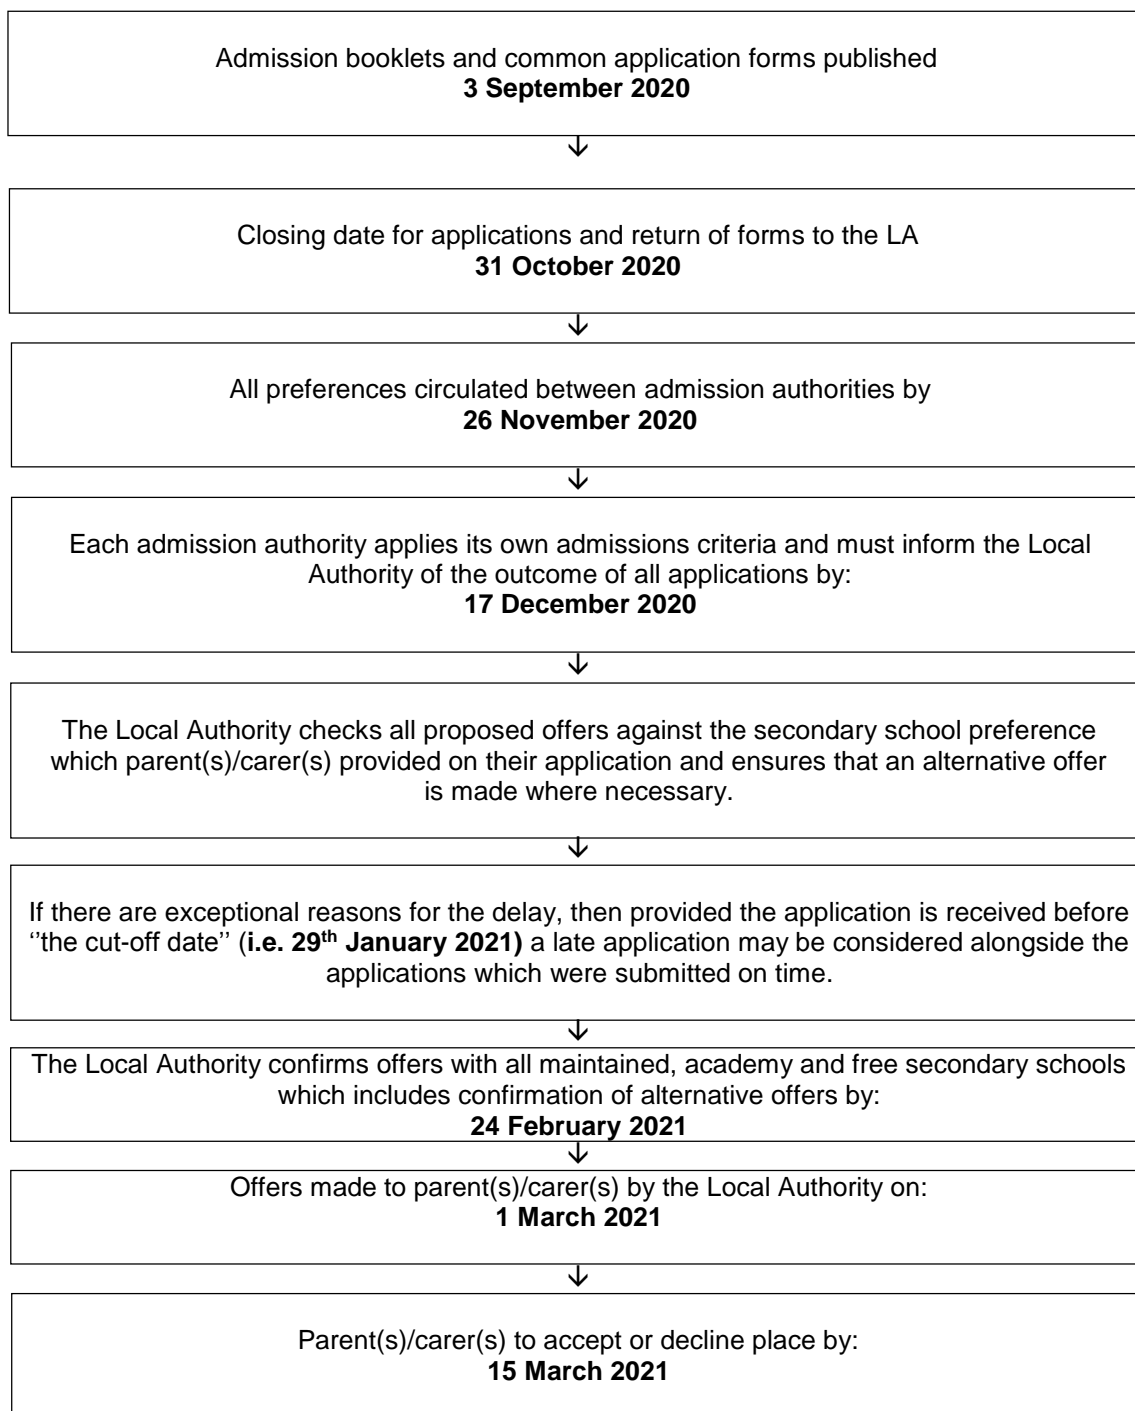 Admission booklets and common application forms published
3 September 2020
Closing date for applications and return of forms to the LA
31 October 2020
All preferences circulated between admission authorities by
26 November 2020
Each admission authority applies its own admissions criteria and must inform the Local
Authority of the outcome of all applications by:
17 December 2020
The Local Authority checks all proposed offers against the secondary school preference
which parent(s)/carer(s) provided on their application and ensures that an alternative offer
is made where necessary.
If there are exceptional reasons for the delay, then provided the application is received before
‘’the cut-off date’’ (i.e. 29th January 2021) a late application may be considered alongside the
applications which were submitted on time.
The Local Authority confirms offers with all maintained, academy and free secondary schools
which includes confirmation of alternative offers by:
24 February 2021
Offers made to parent(s)/carer(s) by the Local Authority on:
1 March 2021
Parent(s)/carer(s) to accept or decline place by:
15 March 2021